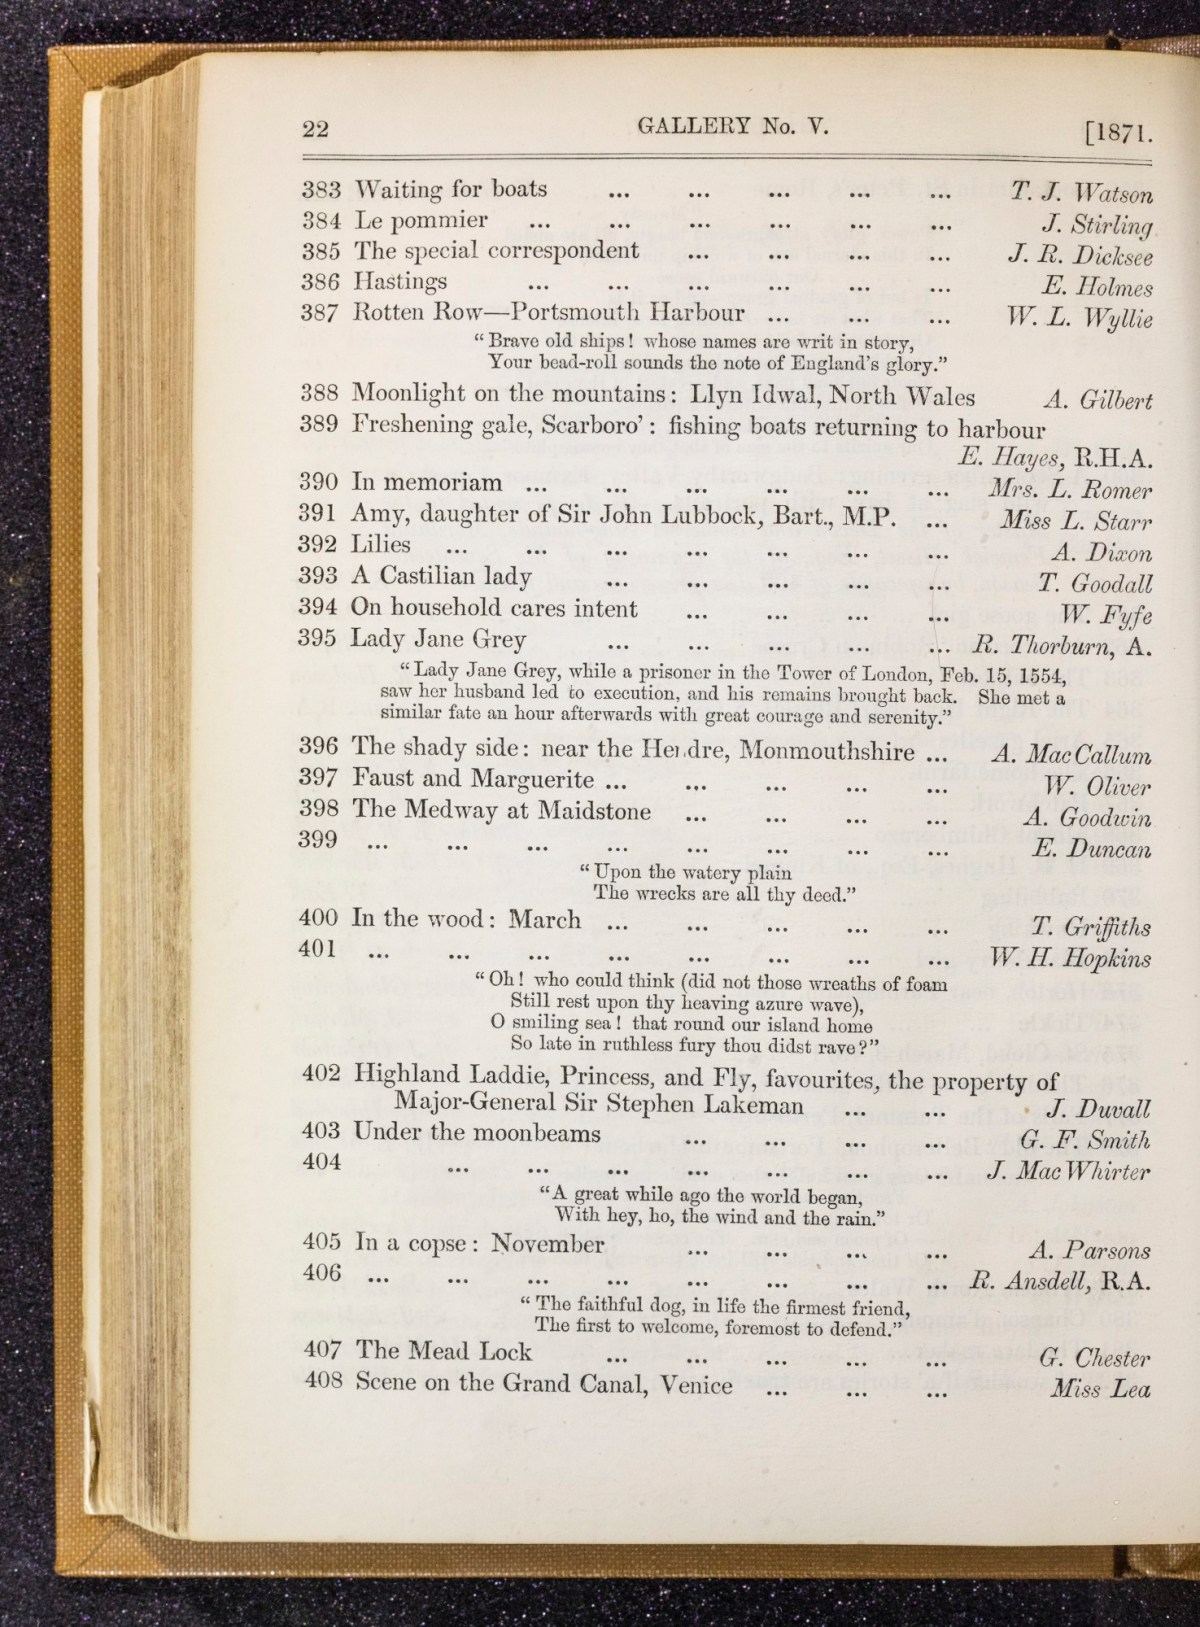 22 GALLERY No. V. [1871.
383 Waiting for boats ... ... ... ... ... T. J. Watson
384 Le pommier ... ... ... ... ... ... J. Stirling.
385 The special correspondent ... ... ... ... J. R. Dicksee
386 Hastings ... ... ... ... ... ... E. Holmes
387 Rotten Row—Portsmouth Harbour ... ... ... W. L. Wyllie
“Brave old ships! whose names are writ in story,
Your bead-roll sounds the note of England’s glory.”
388 Moonlight on the mountains: Llyn Idwal, North Wales A. Gilbert
389 Freshening gale, Scarboro’: fishing boats returning to harbour
E. Hayes, R.H.A.
390 In memoriam ... ... ... ... ... ... Mrs. L. Romer
391 Amy, daughter of Sir John Lubbock, Bart., M.P. ... Miss L. Starr
392 Lilies ... ... ... ... ... ... ... A. Dixon
393 A Castilian lady ... ... ... ... ... T. Goodall
394 On household cares intent ... ... ... ... W. Fyfe
395 Lady Jane Grey ... ... ... ... ... R. Thorburn, A.
“Lady Jane Grey, while a prisoner in the Tower of London, Feb. 15, 1554,
saw her husband led to execution, and his remains brought back. She met a
similar fate an hour afterwards with great courage and serenity.”
396 The shady side: near the Hendre, Monmouthshire ... A. MacCallum
397 Faust and Marguerite ... ... ... ... ... W. Oliver
398 The Medway at Maidstone ... ... ... ... A. Goodwin
399 ... ... ... ... ... ... ... ... E. Duncan
“Upon the watery plain
The wrecks are all thy deed.”
400 In the wood: March ... ... ... ... ... T. Griffiths
401 ... ... ... ... ... ... ... ... W. H. Hopkins
“Oh! who could think (did not those wreaths of foam
Still rest upon thy heaving azure wave),
O smiling sea! that round our island home
So late in ruthless fury thou didst rave?”
402 Highland Laddie, Princess, and Fly, favourites, the property of
Major-General Sir Stephen Lakeman ... ... J. Duvall
403 Under the moonbeams ... ... ... ... G. F. Smith
404 ... ... ... ... ... ... ... J. MacWhirter
“A great while ago the world began,
With hey, ho, the wind and the rain.”
405 In a copse: November ... ... ... ... A. Parsons
406 ... ... ... ... ... ... ... ... R. Ansdell, R.A.
“The faithful dog, in life the firmest friend,
The first to welcome, foremost to defend.”
407 The Mead Lock ... ... ... ... ... G. Chester
408 Scene on the Grand Canal, Venice ... ... ... Miss Lea